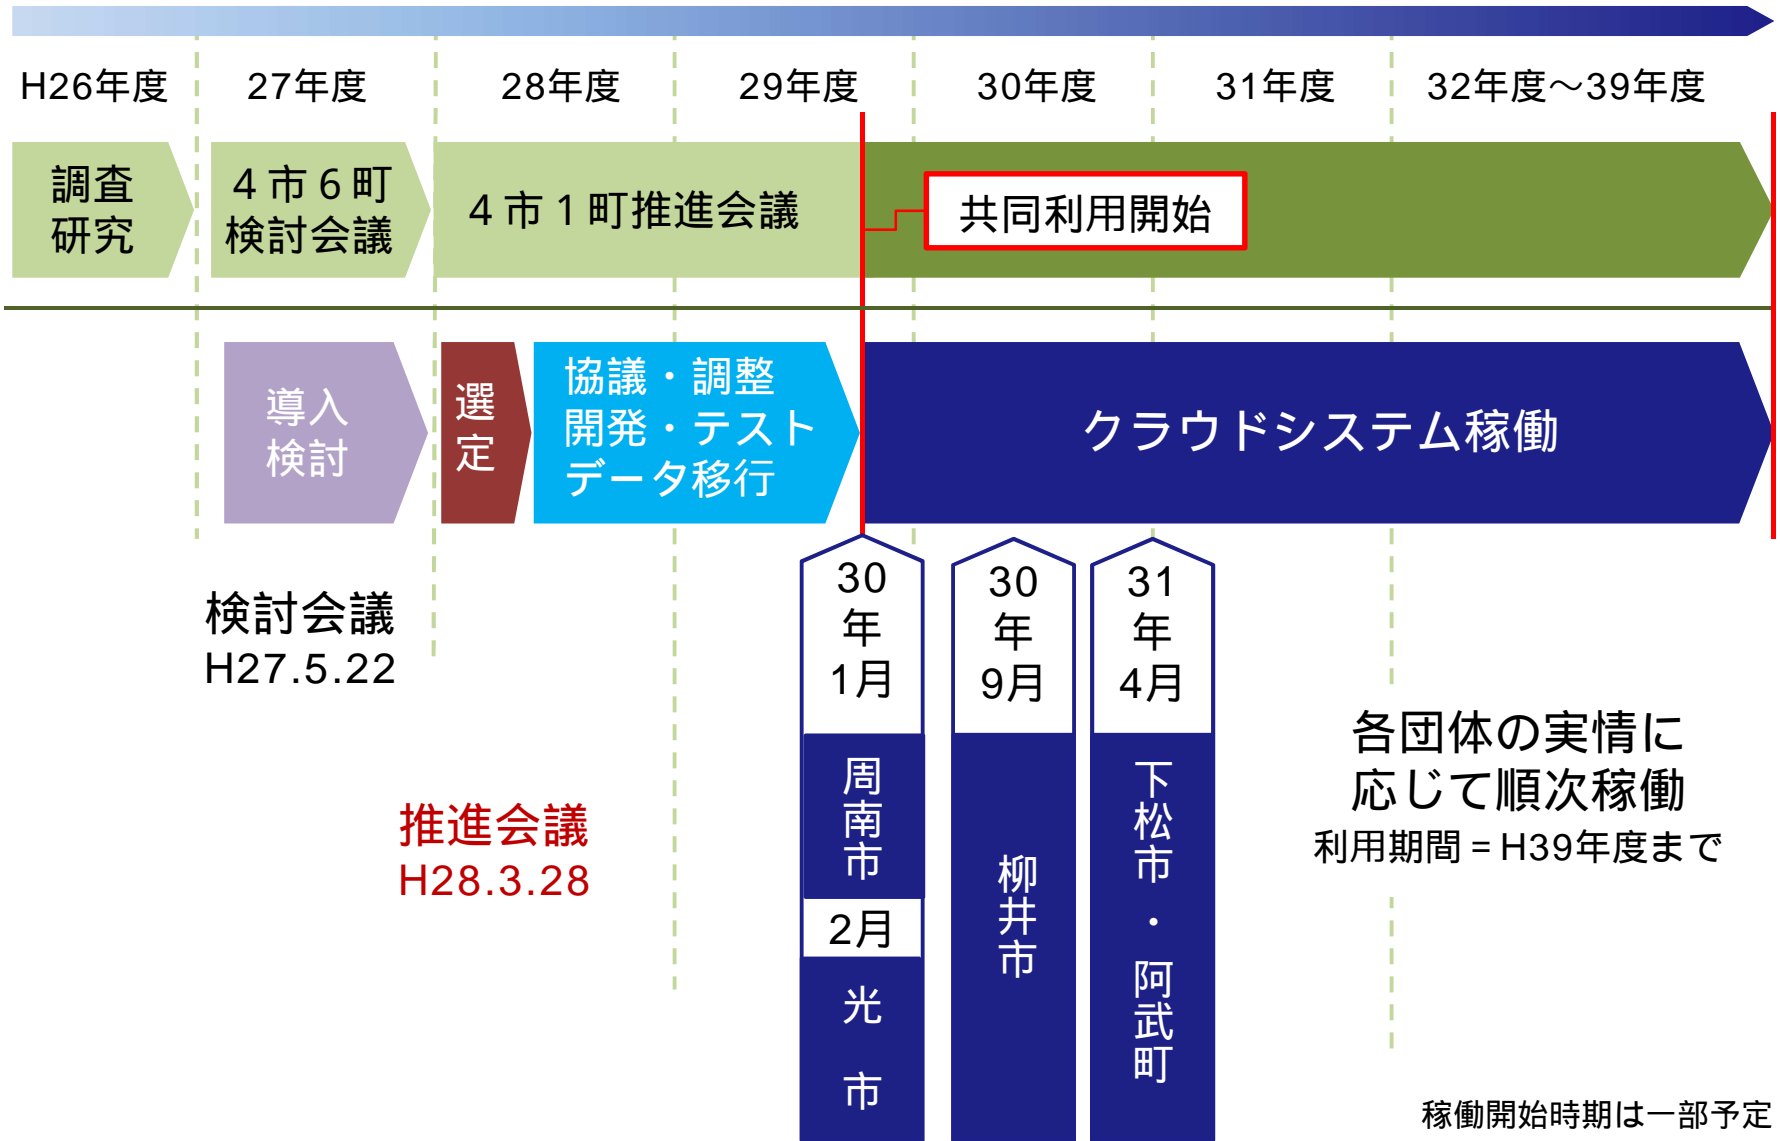 H26年度
27年度
28年度
29年度
30年度
31年度
32年度～39年度
調査
研究
４市６町
検討会議
４市１町推進会議
共同利用開始
導入
検討
選
定
協議・調整
開発・テスト
データ移行
クラウドシステム稼働
検討会議
H27.5.22
推進会議
H28.3.28
30
年
1月
周南市
2月
光市
30
年
9月
柳井市
31
年
4月
下松市・阿武町
各団体の実情に
応じて順次稼働
利用期間＝H39年度まで
稼働開始時期は一部予定